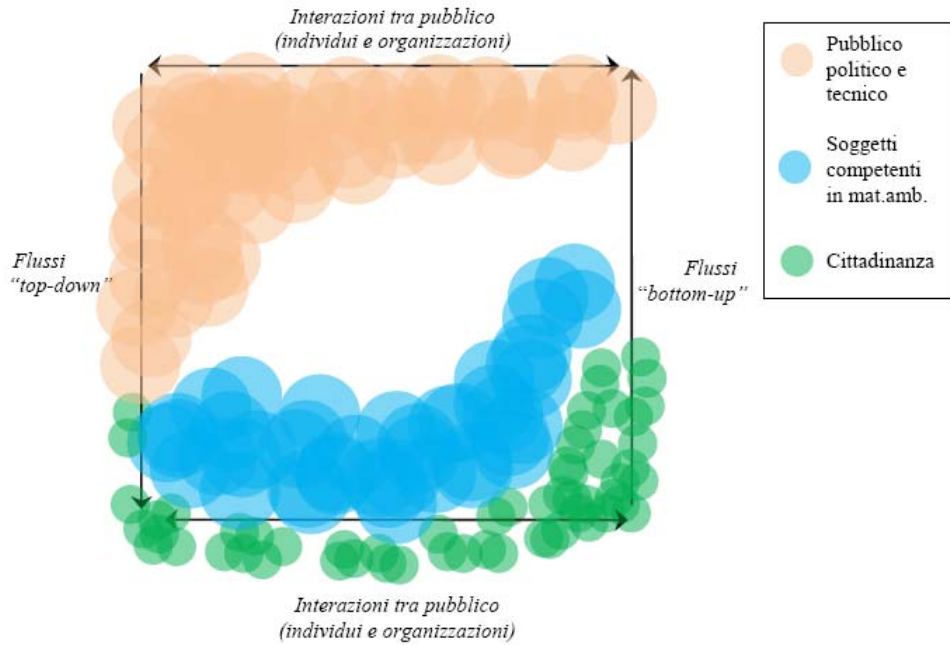 Interazioni tra pubblico
(individui e organizzazioni)
Pubblico
politico e
tecnico
Soggetti
competenti
in mat.amb.
Cittadinanza
Flussi
“top-down”
Flussi
“bottom-up”
Interazioni tra pubblico
(individui e organizzazioni)